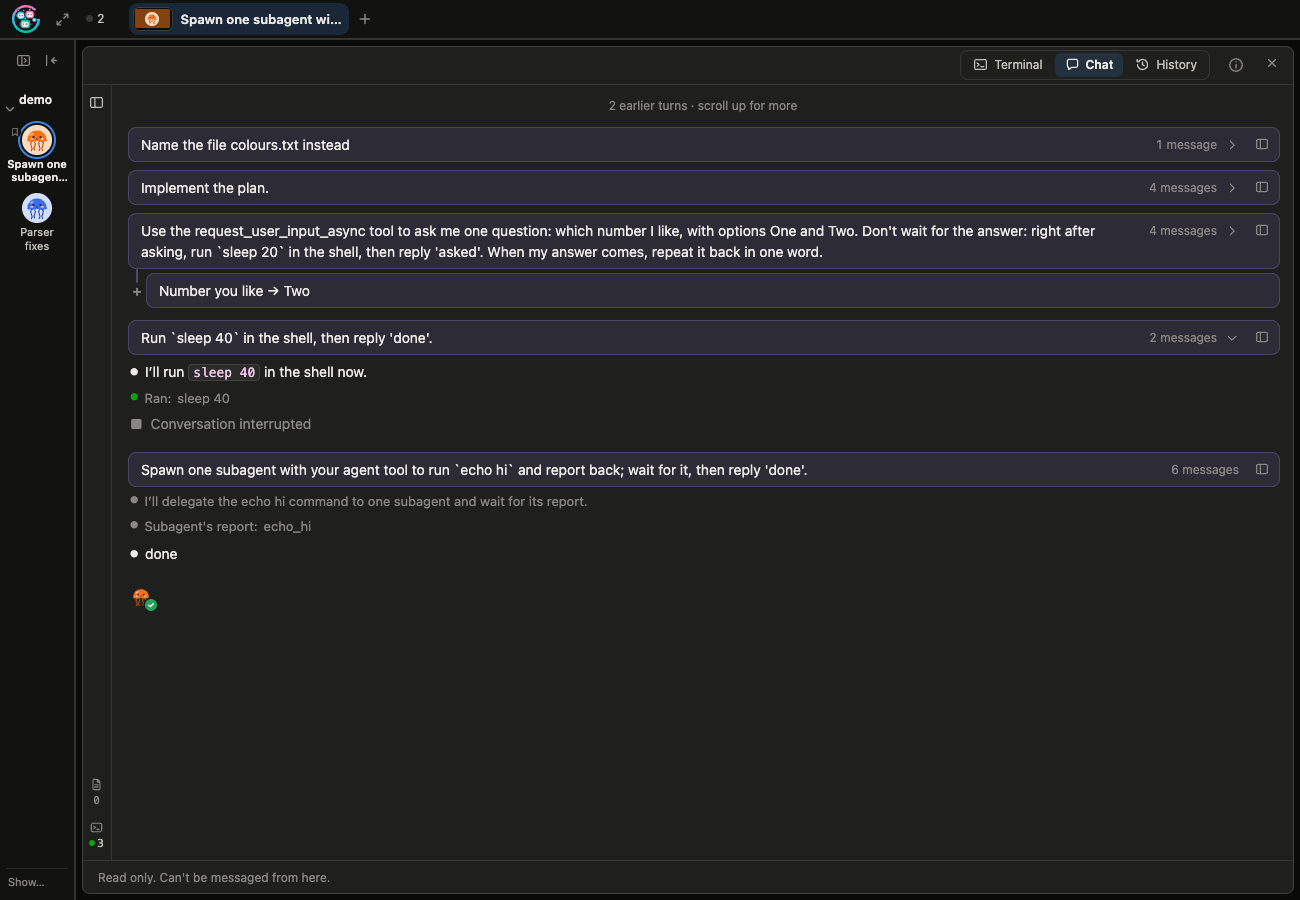 2
Spawn one subagent wi...
Terminal
Chat
History
demo
Spawn one
subagen...
Parser
fixes
Show...
2 earlier turns · scroll up for more
Name the file colours.txt instead
1 message
Implement the plan.
4 messages
Use the request_user_input_async tool to ask me one question: which number I like, with options One and Two. Don't wait for the answer: right after
asking, run `sleep 20` in the shell, then reply 'asked'. When my answer comes, repeat it back in one word.
4 messages
Number you like → Two
Run `sleep 40` in the shell, then reply 'done'.
2 messages
I’ll run sleep 40 in the shell now.
Ran: sleep 40
Conversation interrupted
Spawn one subagent with your agent tool to run `echo hi` and report back; wait for it, then reply 'done'.
6 messages
I’ll delegate the echo hi command to one subagent and wait for its report.
Subagent's report: echo_hi
done
0
3
Read only. Can't be messaged from here.